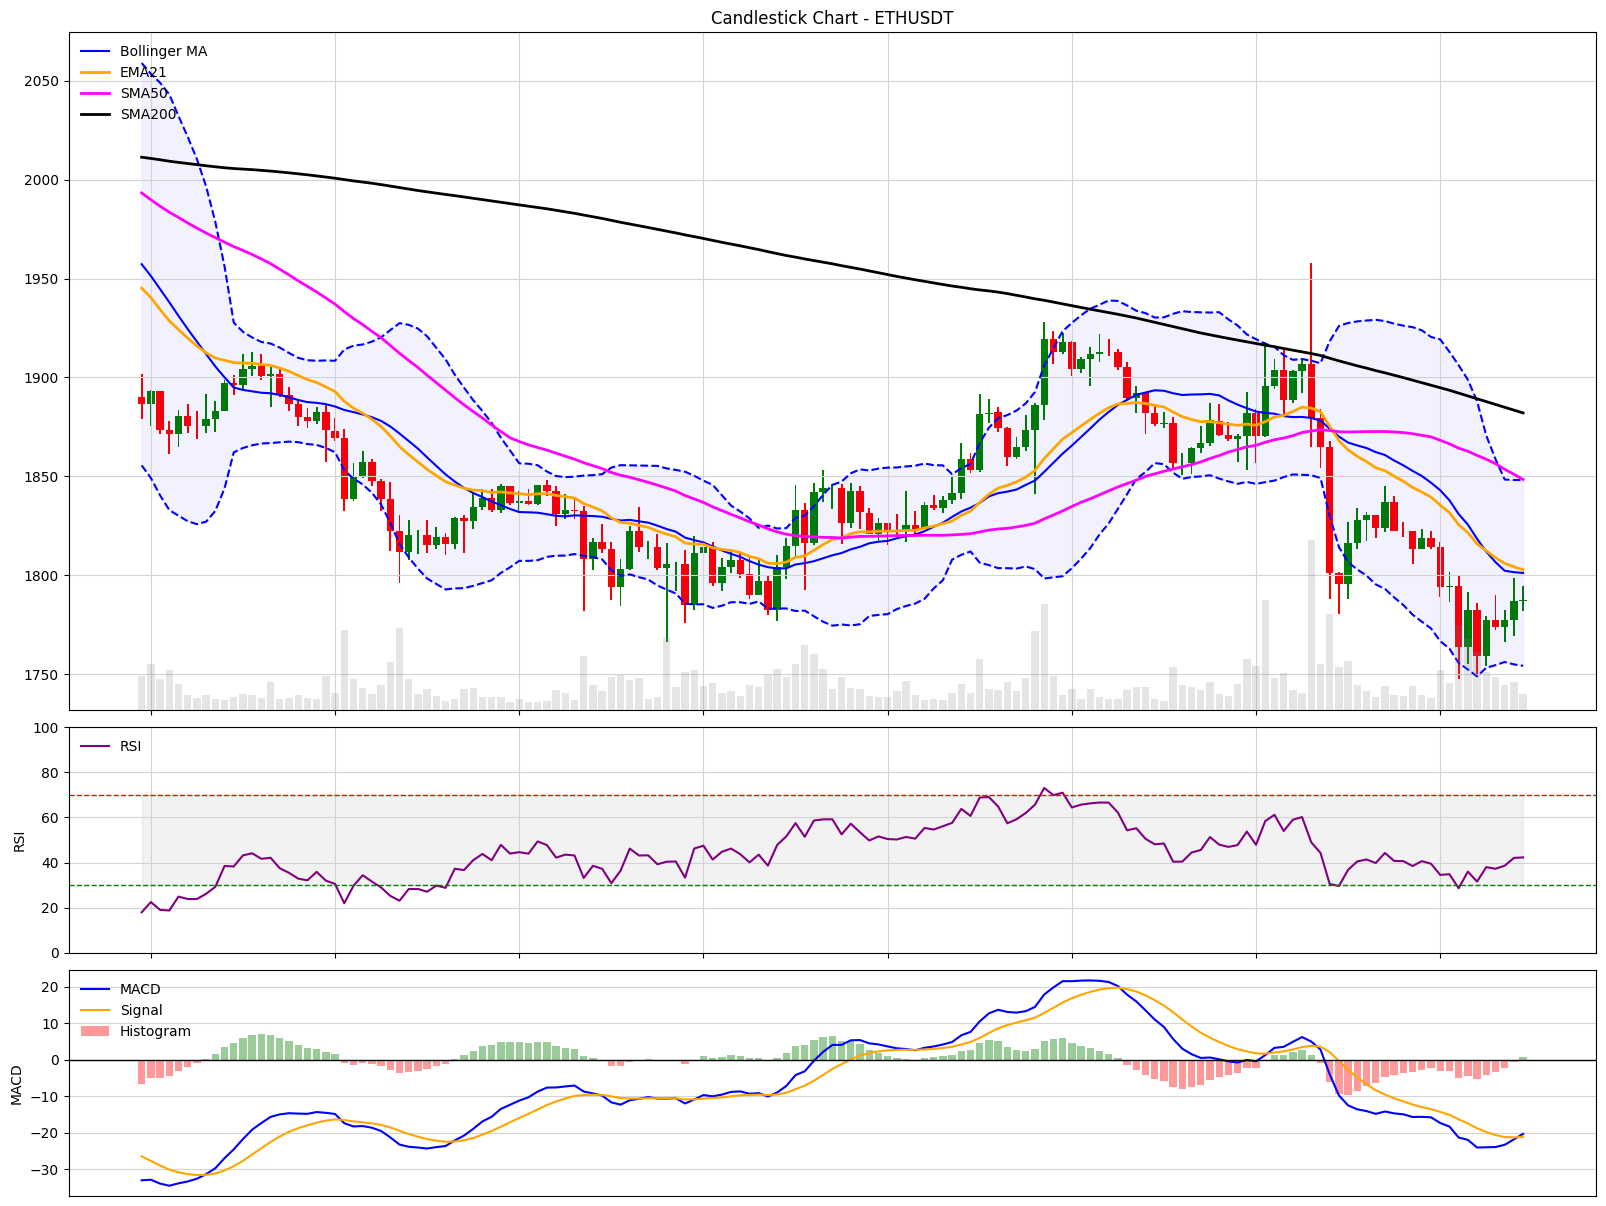 Candlestick Chart - ETHUSDT
Bollinger MA
EMA21
SMA50
SMA200
2050
2000
1950
1900
1850
1800
1750
RSI
100
80
60
40
20
0
RSI
MACD
Signal
Histogram
20
10
0
−10
−20
−30
MACD